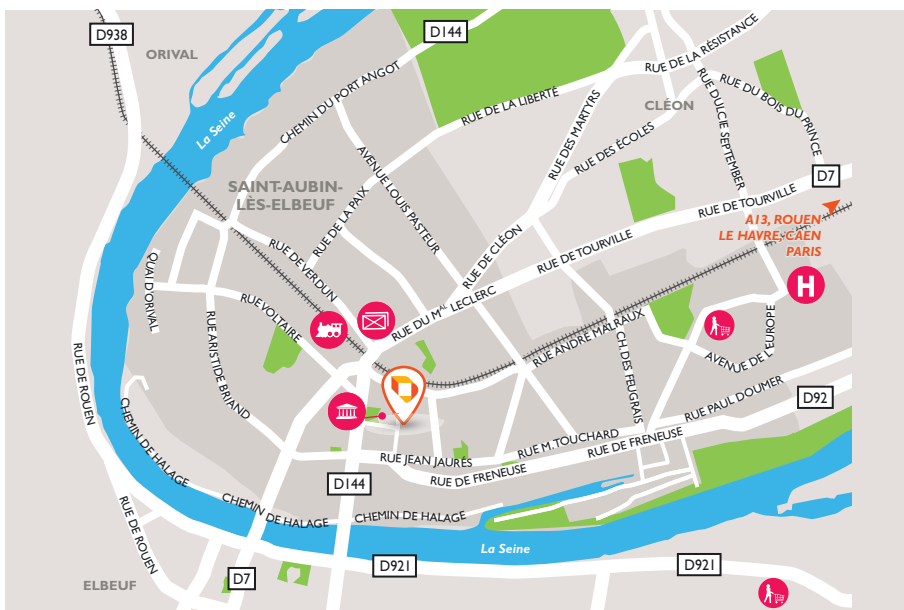 D938
ORIVAL
D144
La Seine
CHEMIN DU PORT ANGOT
RUE DE LA LIBERTÉ
RUE DE LA RÉSISTANCE
RUE DES MARTYRS
RUE DES ÉCOLES
CLÉON
RUE DULCIE SEPTEMBER
RUE DU BOIS DU PRINCE
D7
SAINT-AUBIN-
LÈS-ELBEUF
AVENUE LOUIS PASTEUR
RUE DE LA PAIX
RUE DE VERDUN
RUE DE CLÉON
RUE DE TOURVILLE
RUE DE TOURVILLE
A13, ROUEN
LE HAVRE, CAEN
PARIS
QUAI D'ORIVAL
RUE VOLTAIRE
RUE ARISTIDE BRIAND
RUE DU MAL LECLERC
RUE ANDRÉ MALRAUX
CH. DES FEUGRAIS
AVENUE DE L'EUROPE
H
RUE DE ROUEN
CHEMIN DE HALAGE
RUE JEAN JAURÉS
RUE M. TOUCHARD
RUE PAUL DOUMER
D92
RUE DE FRENEUSE
RUE DE FRENEUSE
D144
CHEMIN DE HALAGE
CHEMIN DE HALAGE
RUE DE ROUEN
La Seine
ELBEUF
D7
D921
D921